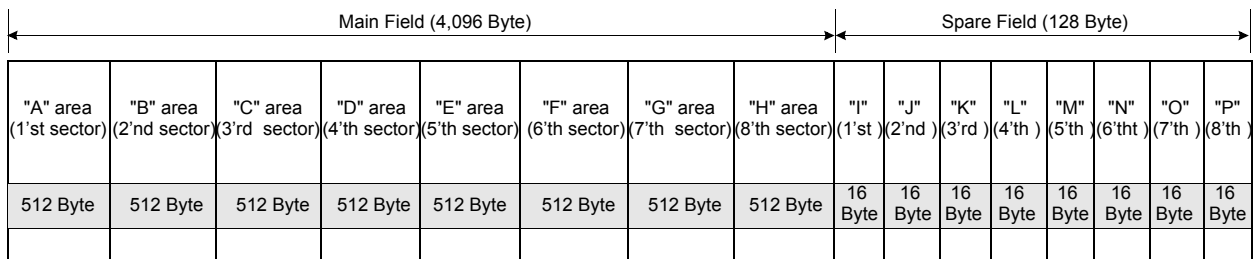 Main Field (4,096 Byte) Spare Field (128 Byte)
"A" area "B" area "C" area "D" area "E" area "F" area "G" area "H" area "I" "J" "K" "L" "M" "N" "O" "P"
(1’st sector) (2’nd sector) (3’rd sector) (4’th sector) (5’th sector) (6’th sector) (7’th sector) (8’th sector) (1’st ) (2’nd ) (3’rd ) (4’th ) (5’th ) (6’tht ) (7’th ) (8’th )
512 Byte 512 Byte 512 Byte 512 Byte 512 Byte 512 Byte 512 Byte 512 Byte 16 16 16 16 16 16 16 16
Byte Byte Byte Byte Byte Byte Byte Byte